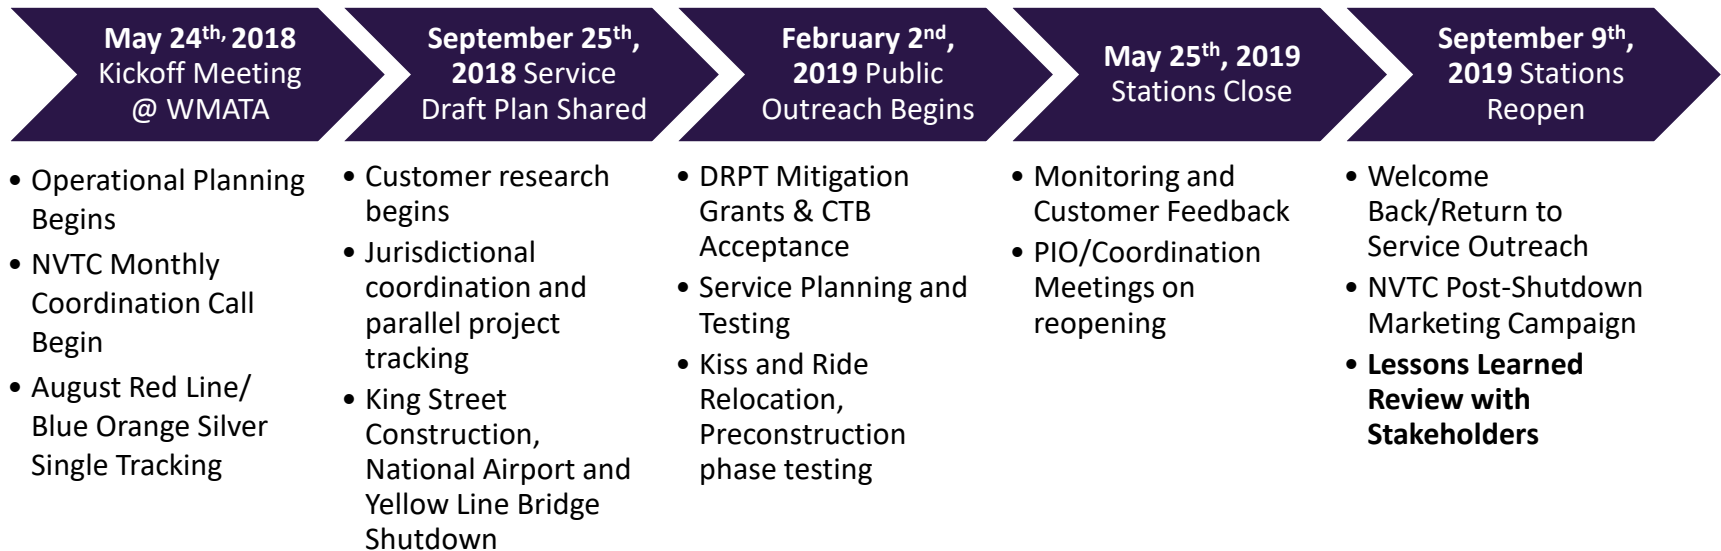 May 24th, 2018
Kickoff Meeting
@ WMATA
• Operational Planning
Begins
• NVTC Monthly
Coordination Call
Begin
• August Red Line/
Blue Orange Silver
Single Tracking
September 25th,
2018 Service
Draft Plan Shared
• Customer research
begins
• Jurisdictional
coordination and
parallel project
tracking
• King Street
Construction,
National Airport and
Yellow Line Bridge
Shutdown
February 2nd,
2019 Public
Outreach Begins
• DRPT Mitigation
Grants & CTB
Acceptance
• Service Planning and
Testing
• Kiss and Ride
Relocation,
Preconstruction
phase testing
May 25th, 2019
Stations Close
• Monitoring and
Customer Feedback
• PIO/Coordination
Meetings on
reopening
September 9th,
2019 Stations
Reopen
• Welcome
Back/Return to
Service Outreach
• NVTC Post-Shutdown
Marketing Campaign
• Lessons Learned
Review with
Stakeholders